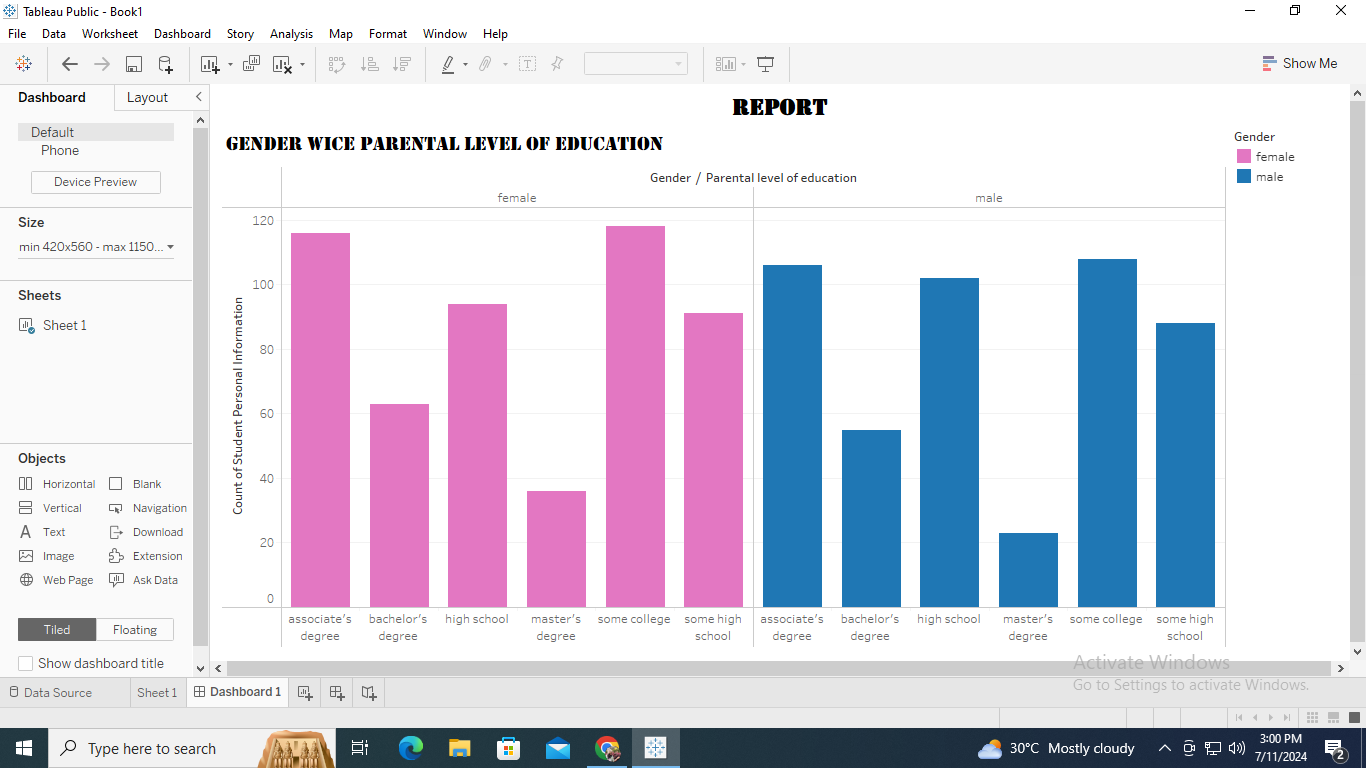 Tableau Public - Book1
File Data Worksheet Dashboard Story Analysis Map Format Window Help
Show Me
Dashboard Layout
Default
Phone
Device Preview
Size
min 420x560 - max 1150...
Sheets
Sheet 1
Objects
Horizontal Blank
Vertical Navigation
Text Download
Image Extension
Web Page Ask Data
Tiled Floating
Show dashboard title
REPORT
GENDER WICE PARENTAL LEVEL OF EDUCATION
Gender / Parental level of education
female male
Count of Student Personal Information
120
100
80
60
40
20
0
associate's degree
bachelor's degree
high school
master's degree
some college
some high school
associate's degree
bachelor's degree
high school
master's degree
some college
some high school
Gender
female
male
Activate Windows
Go to Settings to activate Windows.
Data Source Sheet 1 Dashboard 1
Type here to search
30°C Mostly cloudy
3:00 PM
7/11/2024
2